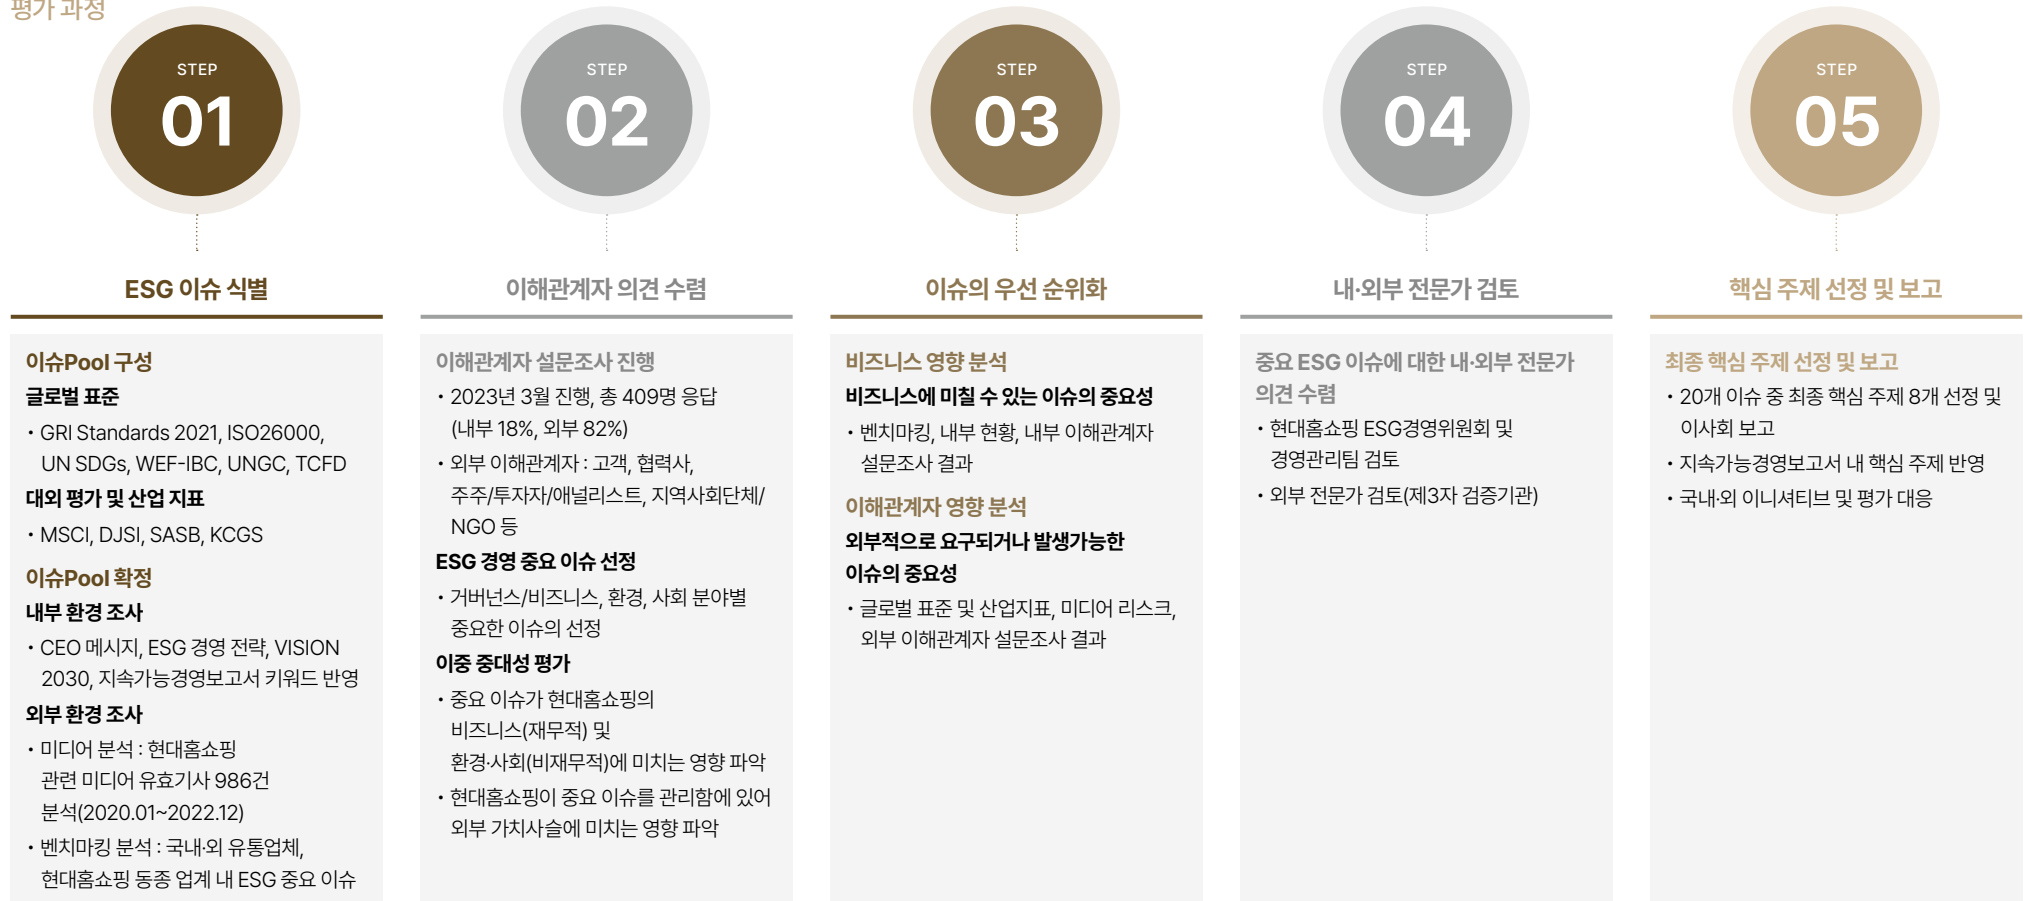 평가 과정
STEP
01
ESG 이슈 식별
이슈Pool 구성
글로벌 표준
• GRI Standards 2021, ISO26000,
UN SDGs, WEF-IBC, UNGC, TCFD
대외 평가 및 산업 지표
• MSCI, DJSI, SASB, KCGS
이슈Pool 확정
내부 환경 조사
• CEO 메시지, ESG 경영 전략, VISION
2030, 지속가능경영보고서 키워드 반영
외부 환경 조사
• 미디어 분석 : 현대홈쇼핑
관련 미디어 유효기사 986건
분석(2020.01~2022.12)
• 벤치마킹 분석 : 국내·외 유통업체,
현대홈쇼핑 동종 업계 내 ESG 중요 이슈
STEP
02
이해관계자 의견 수렴
이해관계자 설문조사 진행
• 2023년 3월 진행, 총 409명 응답
(내부 18%, 외부 82%)
• 외부 이해관계자 : 고객, 협력사,
주주/투자자/애널리스트, 지역사회단체/
NGO 등
ESG 경영 중요 이슈 선정
• 거버넌스/비즈니스, 환경, 사회 분야별
중요한 이슈의 선정
이중 중대성 평가
• 중요 이슈가 현대홈쇼핑의
비즈니스(재무적) 및
환경·사회(비재무적)에 미치는 영향 파악
• 현대홈쇼핑이 중요 이슈를 관리함에 있어
외부 가치사슬에 미치는 영향 파악
STEP
03
이슈의 우선 순위화
비즈니스 영향 분석
비즈니스에 미칠 수 있는 이슈의 중요성
• 벤치마킹, 내부 현황, 내부 이해관계자
설문조사 결과
이해관계자 영향 분석
외부적으로 요구되거나 발생가능한
이슈의 중요성
• 글로벌 표준 및 산업지표, 미디어 리스크,
외부 이해관계자 설문조사 결과
STEP
04
내·외부 전문가 검토
중요 ESG 이슈에 대한 내·외부 전문가
의견 수렴
• 현대홈쇼핑 ESG경영위원회 및
경영관리팀 검토
• 외부 전문가 검토(제3자 검증기관)
STEP
05
핵심 주제 선정 및 보고
최종 핵심 주제 선정 및 보고
• 20개 이슈 중 최종 핵심 주제 8개 선정 및
이사회 보고
• 지속가능경영보고서 내 핵심 주제 반영
• 국내·외 이니셔티브 및 평가 대응